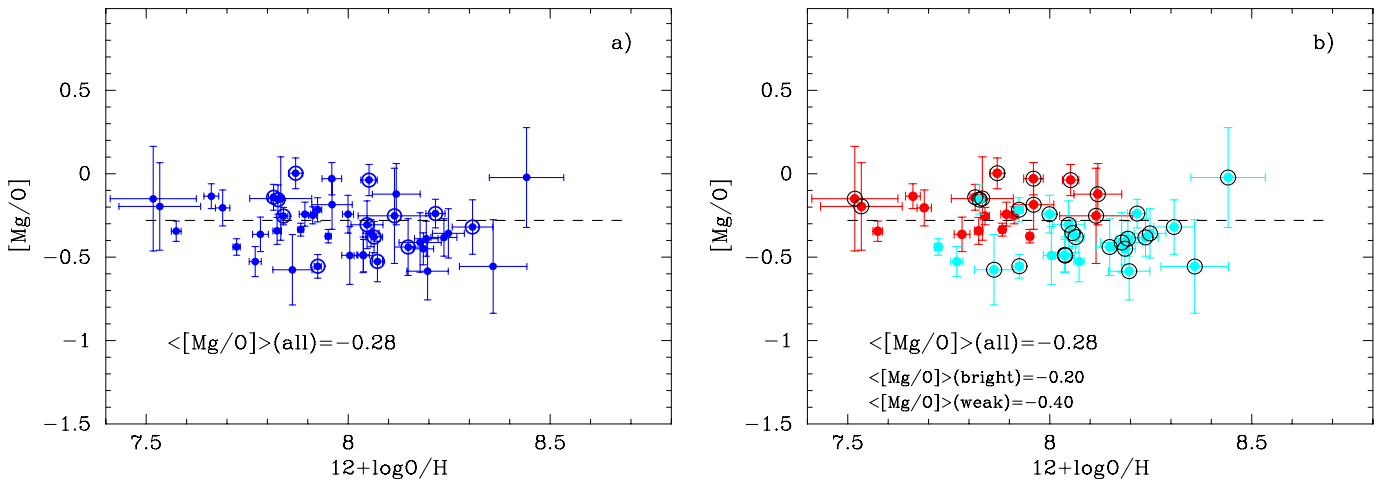 a)
0.5
0
−0.5
−1
−1.5
[Mg/O]
<[Mg/O]>(all)=−0.28
7.5 8 8.5
12+logO/H
b)
0.5
0
−0.5
−1
−1.5
[Mg/O]
<[Mg/O]>(all)=−0.28
<[Mg/O]>(bright)=−0.20
<[Mg/O]>(weak)=−0.40
7.5 8 8.5
12+logO/H